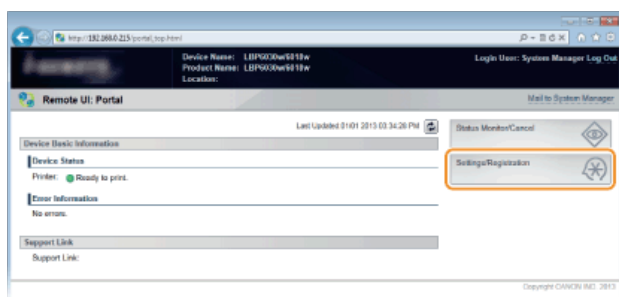 http://192.168.0.215/portal_top.html
Device Name: LBP6030w/6018w
Product Name: LBP6030w/6018w
Location:
Login User: System Manager Log Out
Remote UI: Portal
Mail to System Manager
Last Updated 01/01 2013 03:34:28 PM
Device Basic Information
Device Status
Printer: Ready to print.
Error Information
No errors.
Support Link
Support Link:
Status Monitor/Cancel
Settings/Registration
Copyright CANON INC. 2013